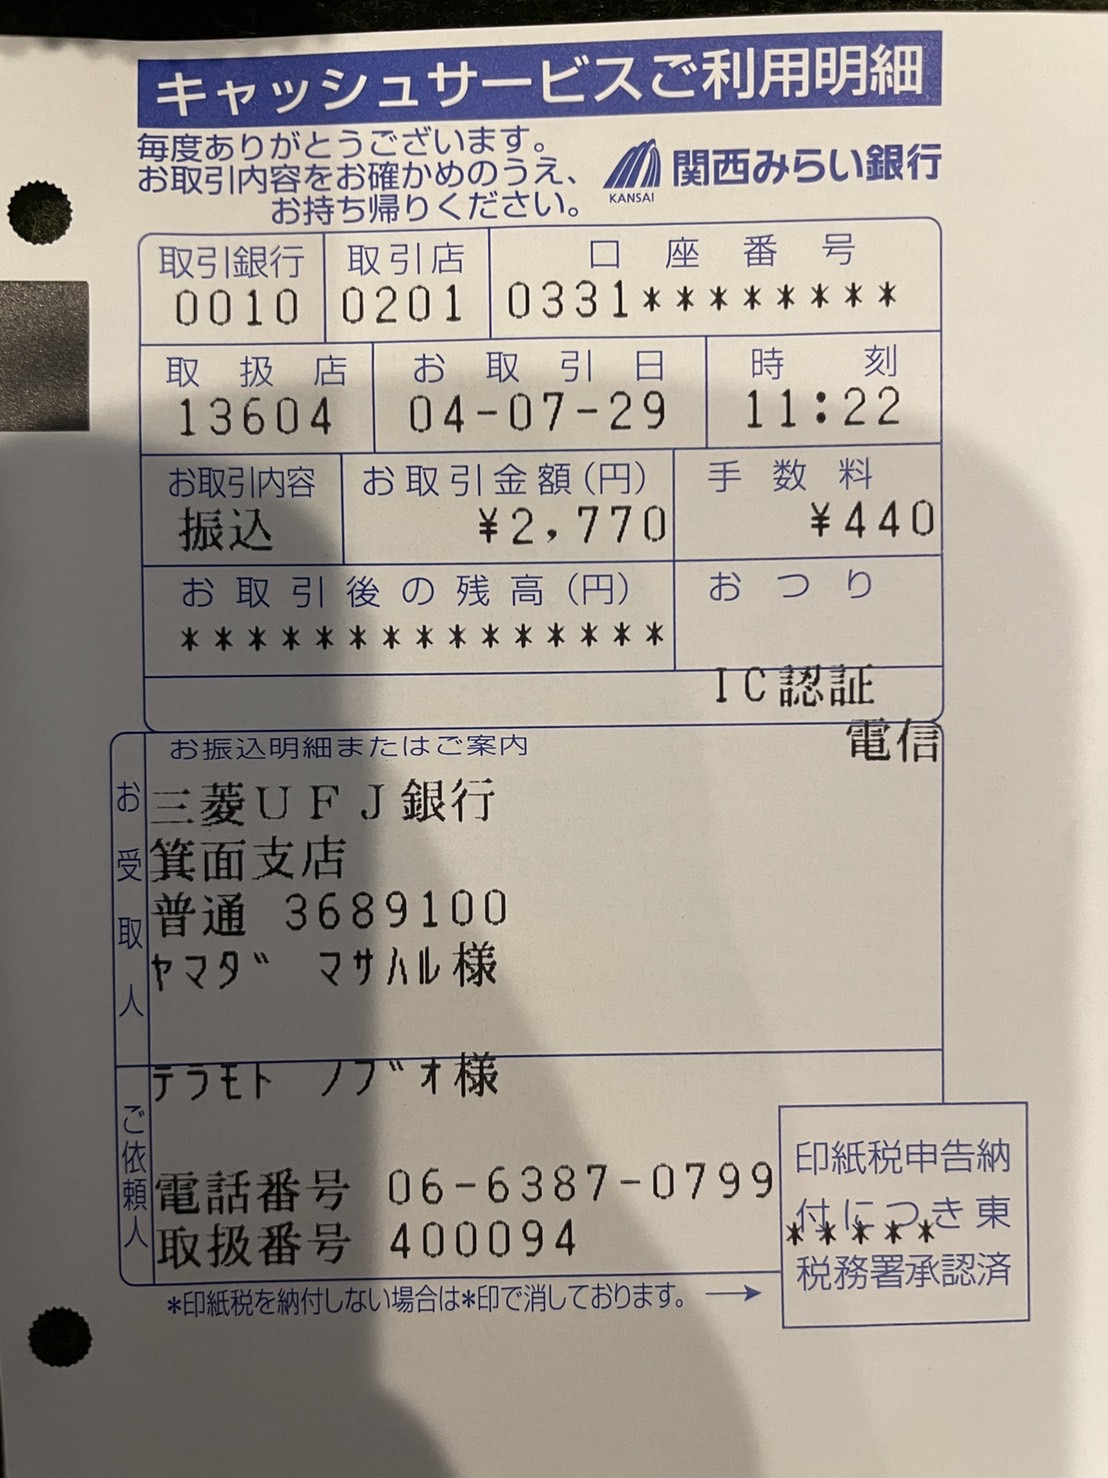 キャッシュサービスご利用明細
毎度ありがとうございます。
お取引内容をお確かめのうえ、
お持ち帰りください。
関西みらい銀行
KANSAI
取引銀行 取引店 口座番号
0010 0201 0331********
取扱店 お取引日 時刻
13604 04-07-29 11:22
お取引内容 お取引金額(円) 手数料
振込 ¥2,770 ¥440
お取引後の残高(円) おつり
***************
IC認証
電信
お振込明細またはご案内
お受取人
三菱UFJ銀行
箕面支店
普通 3689100
ヤマダ゛ マサハル様
ご依頼人
テラモト ノブ゛オ様
電話番号 06-6387-0799
取扱番号 400094
印紙税申告納
付につき東
*****
税務署承認済
*印紙税を納付しない場合は*印で消しております。 →